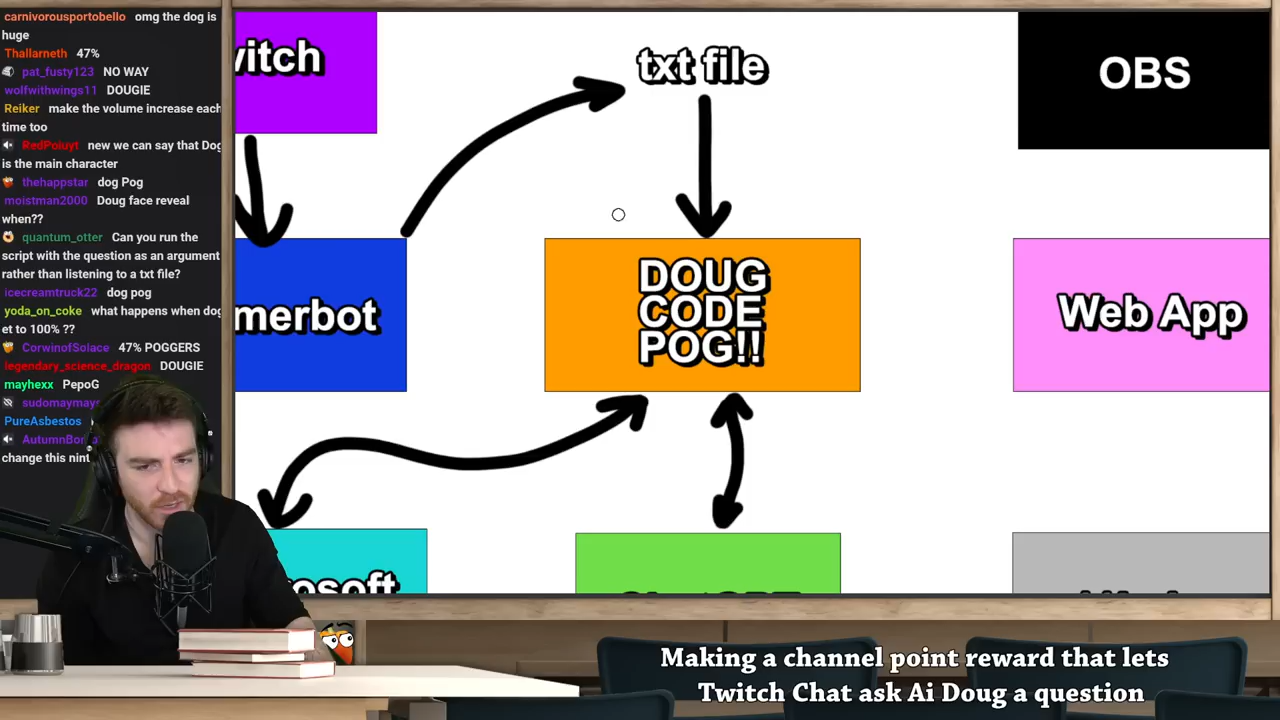 carnivorousportobello omg the dog is
huge
Thallarneth 47%
pat_fusty123 NO WAY
wolfwithwings11 DOUGIE
Reiker make the volume increase each
time too
RedPoiuyt new we can say that Dog
is the main character
thehappstar dog Pog
moistman2000 Doug face reveal
when??
quantum_otter Can you run the
script with the question as an argument
rather than listening to a txt file?
icecreamtruck22 dog pog
yoda_on_coke what happens when dog
et to 100% ??
CorwinofSolace 47% POGGERS
legendary_science_dragon DOUGIE
mayhexx PepoG
sudomaymays
PureAsbestos
change this
vitch
txt file
OBS
merbot
DOUG
CODE
POG!!
Web App
osoft
Making a channel point reward that lets
Twitch Chat ask Ai Doug a question